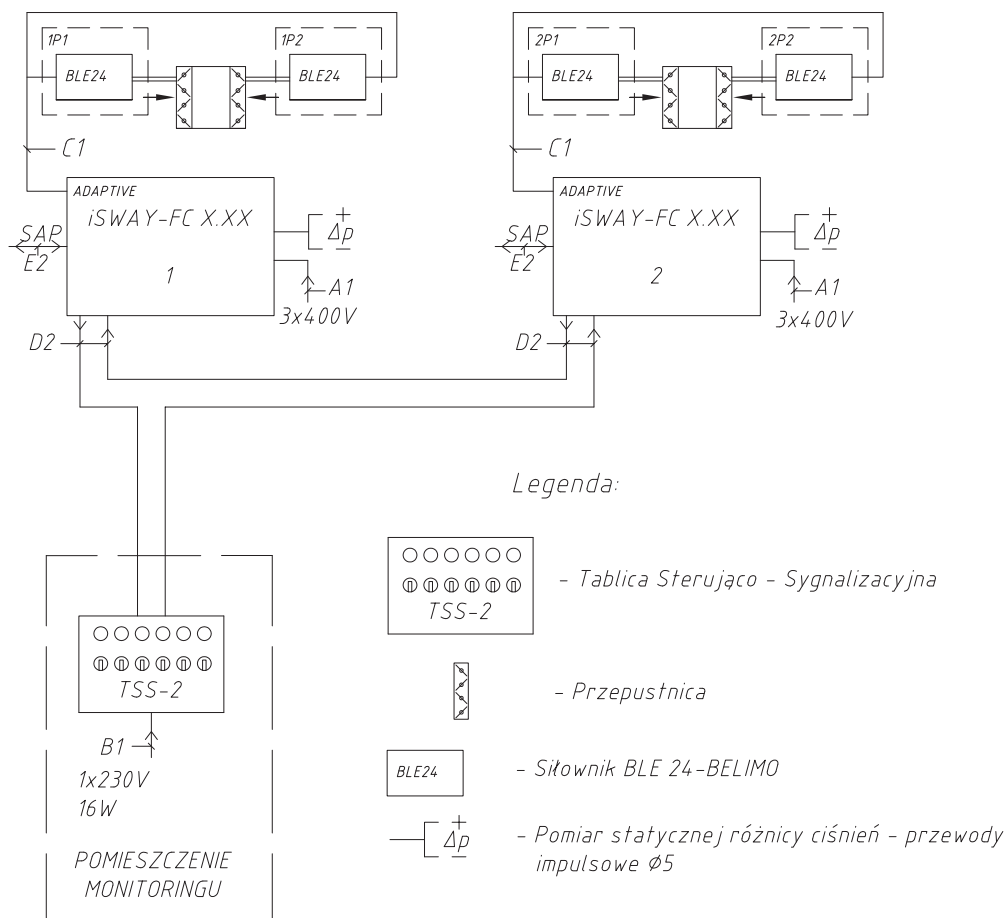 1P1
1P2
2P1
2P2
BLE24
BLE24
BLE24
BLE24
C1
C1
ADAPTIVE
iSWAY-FC X.XX
1
ADAPTIVE
iSWAY-FC X.XX
2
SAP
E2
+
Δp
SAP
E2
+
Δp
A1
3x400V
A1
3x400V
D2
D2
Legenda:
TSS-2
- Tablica Sterująco - Sygnalizacyjna
- Przepustnica
BLE24
- Siłownik BLE 24-BELIMO
+
Δp
- Pomiar statycznej różnicy ciśnień - przewody
impulsowe Ø5
TSS-2
B1
1x230V
16W
POMIESZCZENIE
MONITORINGU